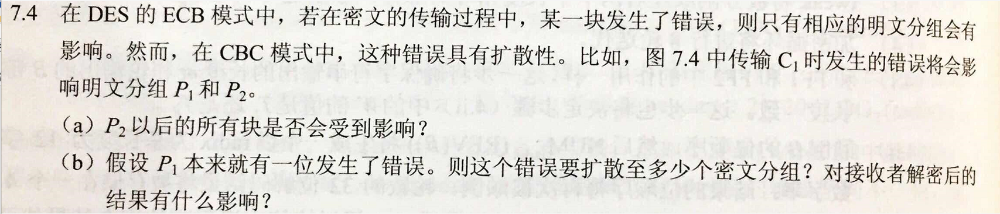 7.4 在 DES 的 ECB 模式中，若在密文的传输过程中，某一块发生了错误，则只有相应的明文分组会有
影响。然而，在 CBC 模式中，这种错误具有扩散性。比如，图 7.4 中传输 C₁ 时发生的错误将会影
响明文分组 P₁ 和 P₂。
（a）P₂ 以后的所有块是否会受到影响？
（b）假设 P₁ 本来就有一位发生了错误。则这个错误要扩散至多少个密文分组？对接收者解密后的
结果有什么影响？